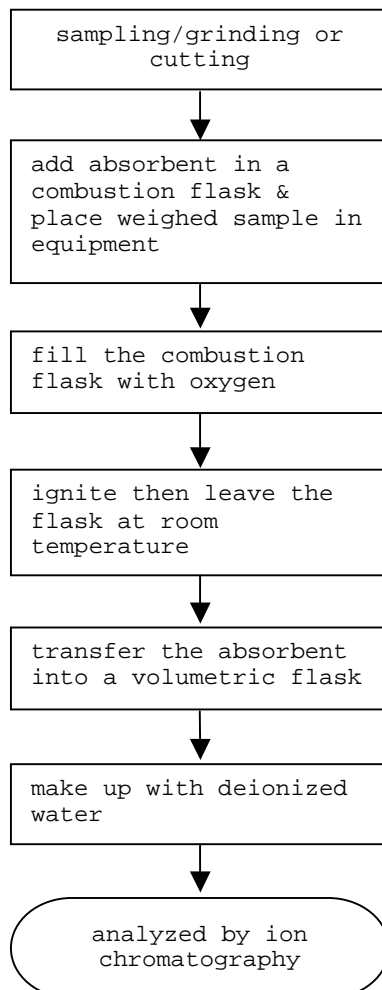 sampling/grinding or
cutting
add absorbent in a
combustion flask &
place weighed sample in
equipment
fill the combustion
flask with oxygen
ignite then leave the
flask at room
temperature
transfer the absorbent
into a volumetric flask
make up with deionized
water
analyzed by ion
chromatography